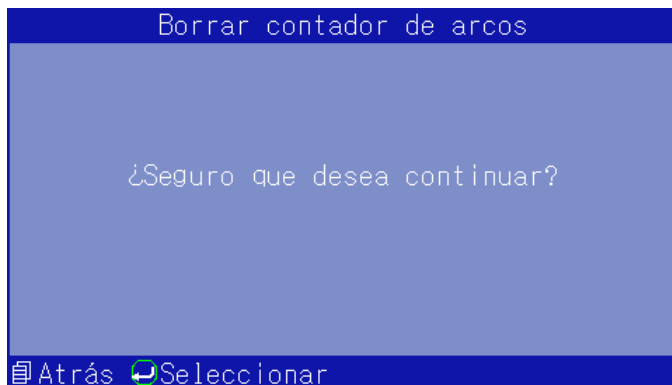 Borrar contador de arcos
¿Seguro que desea continuar?
Atrás Seleccionar